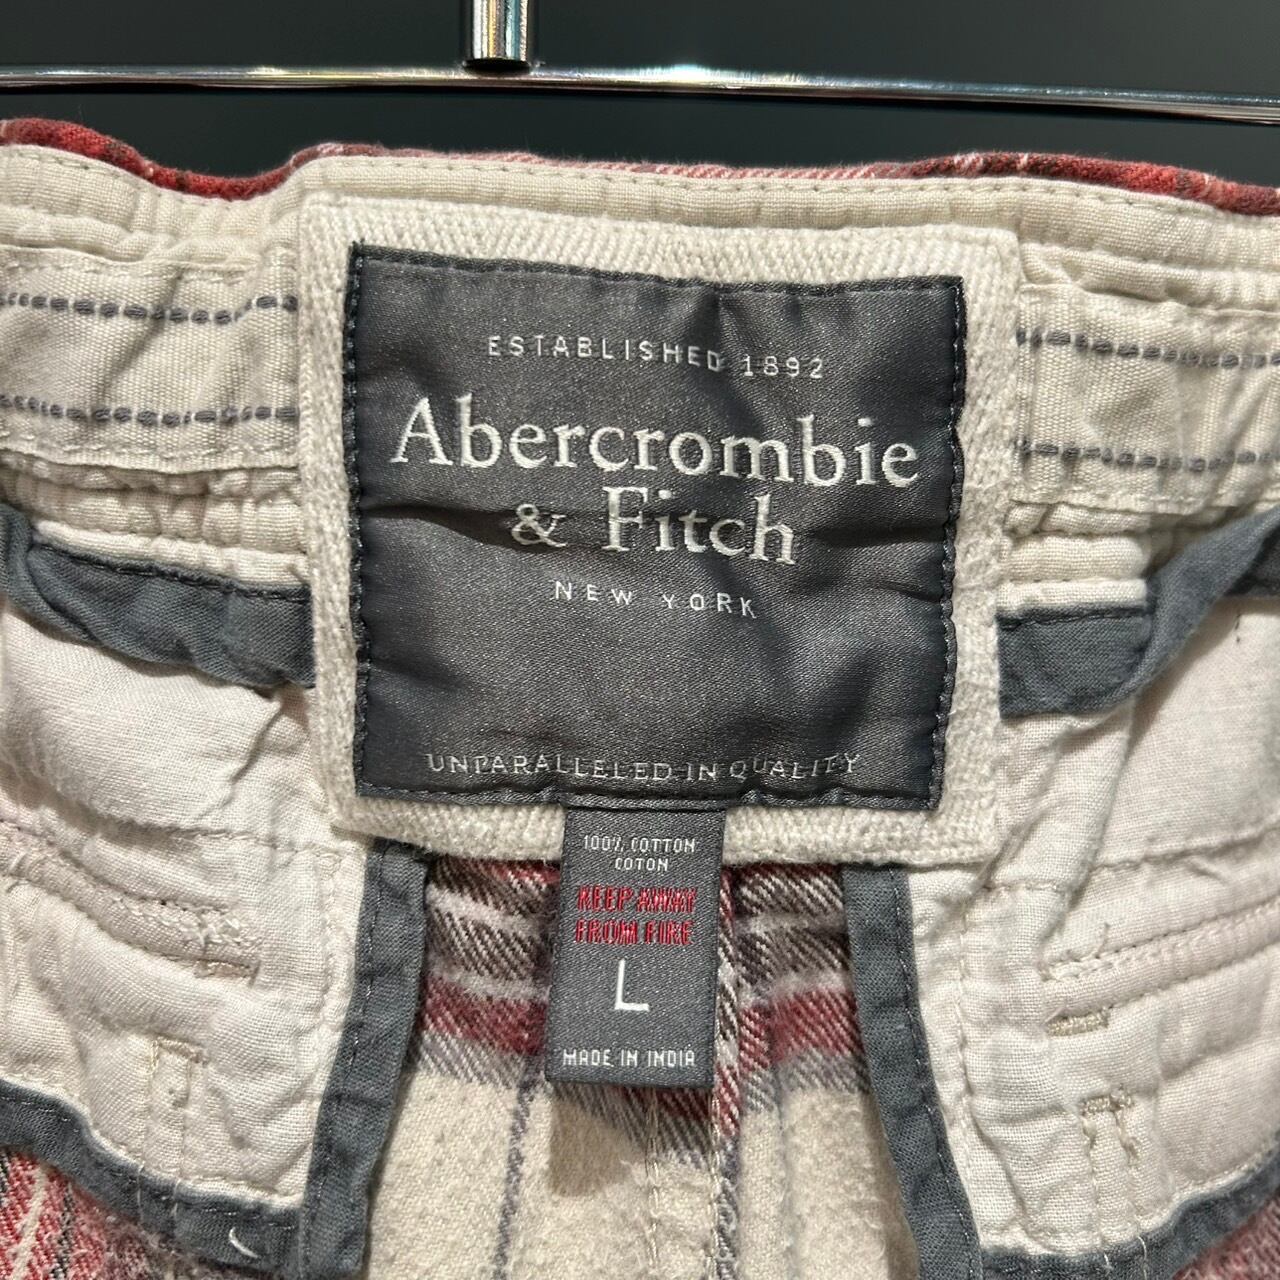 ESTABLISHED 1892
Abercrombie
& Fitch
NEW YORK
UNPARALLELED IN QUALITY
100% COTTON
COTON
KEEP AWAY
FROM FIRE
L
MADE IN INDIA